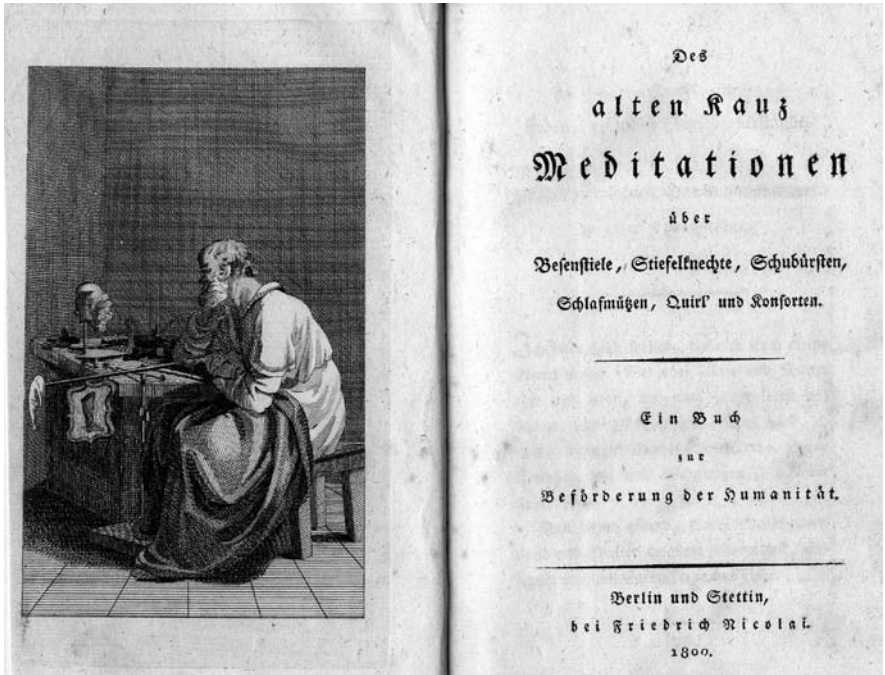 Des
alten Kauz
Meditationen
über
Besenstiele, Stiefelknechte, Schubürsten,
Schlafmützen, Quirl und Konsorten.
Ein Buch
zur
Beförderung der Humanität.
Berlin und Stettin,
bei Friedrich Nicolai.
1800.